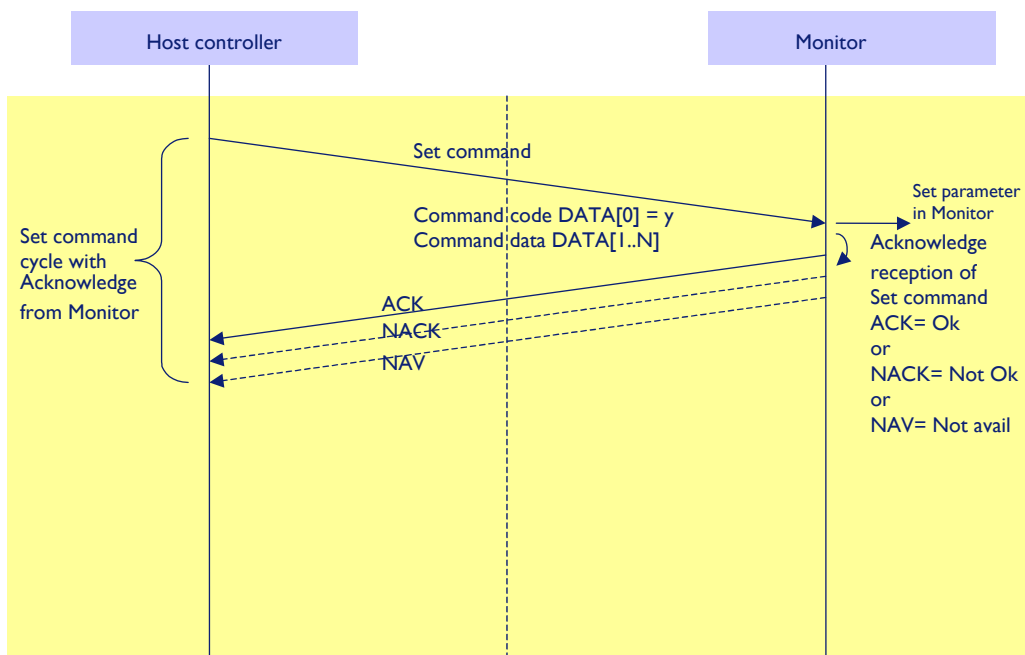 Host controller
Monitor
Set command
Set parameter
in Monitor
Command code DATA[0] = y
Command data DATA[1..N]
Set command
cycle with
Acknowledge
from Monitor
Acknowledge
reception of
Set command
ACK= Ok
or
NACK= Not Ok
or
NAV= Not avail
ACK
NACK
NAV